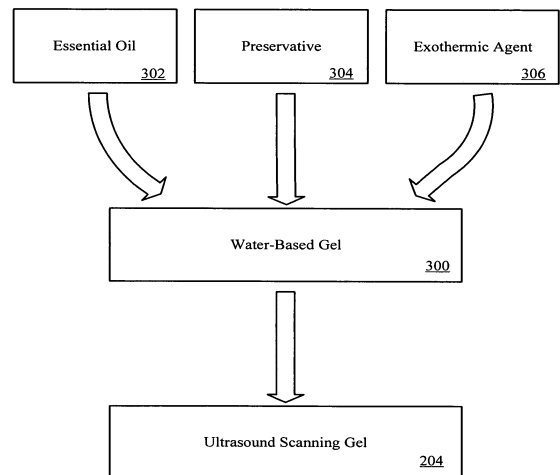 Essential Oil
302
Preservative
304
Exothermic Agent
306
Water-Based Gel
300
Ultrasound Scanning Gel
204